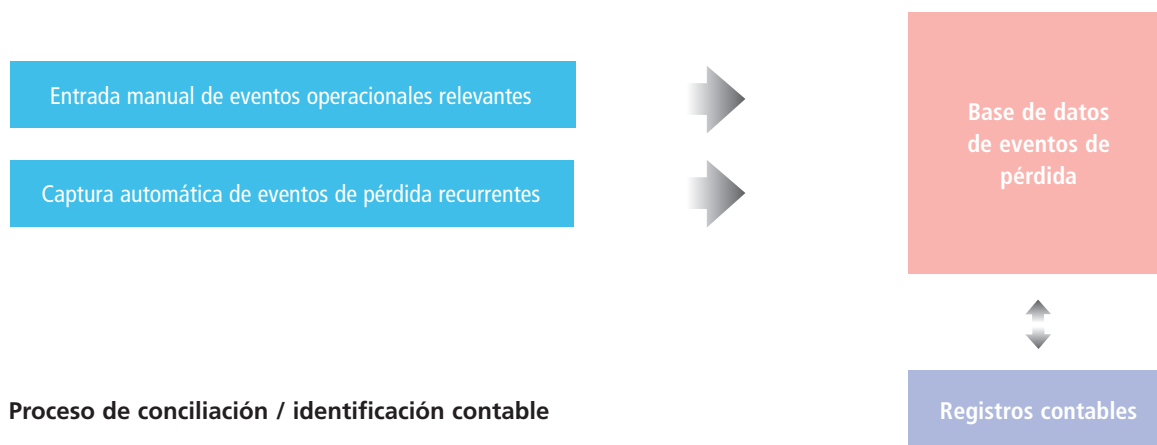 Entrada manual de eventos operacionales relevantes
Captura automática de eventos de pérdida recurrentes
Base de datos
de eventos de
pérdida
Proceso de conciliación / identificación contable
Registros contables